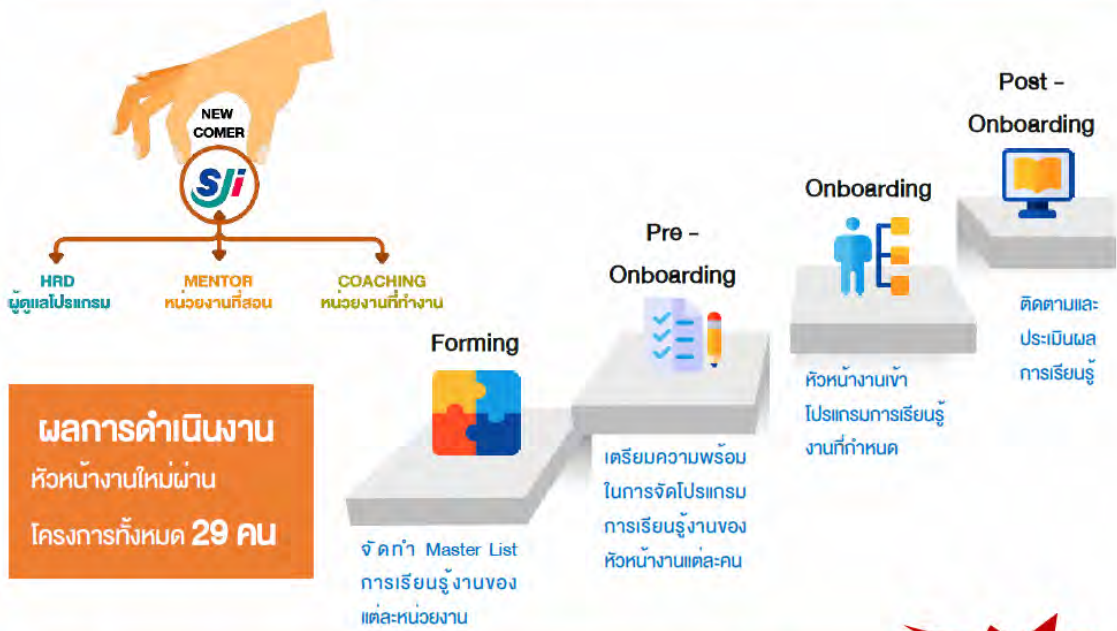 NEW
COMER
SJi
HRD
ผู้ดูแลโปรแกรม
MENTOR
หน่วยงานที่สอน
COACHING
หน่วยงานที่ทำงาน
ผลการดำเนินงาน
หัวหน้างานใหม่ผ่าน
โครงการทั้งหมด 29 คน
Forming
จัดทำ Master List
การเรียนรู้งานของ
แต่ละหน่วยงาน
Pre -
Onboarding
เตรียมความพร้อม
ในการจัดโปรแกรม
การเรียนรู้งานของ
หัวหน้างานแต่ละคน
Onboarding
หัวหน้างานเข้า
โปรแกรมการเรียนรู้
งานที่กำหนด
Post -
Onboarding
ติดตามและ
ประเมินผล
การเรียนรู้